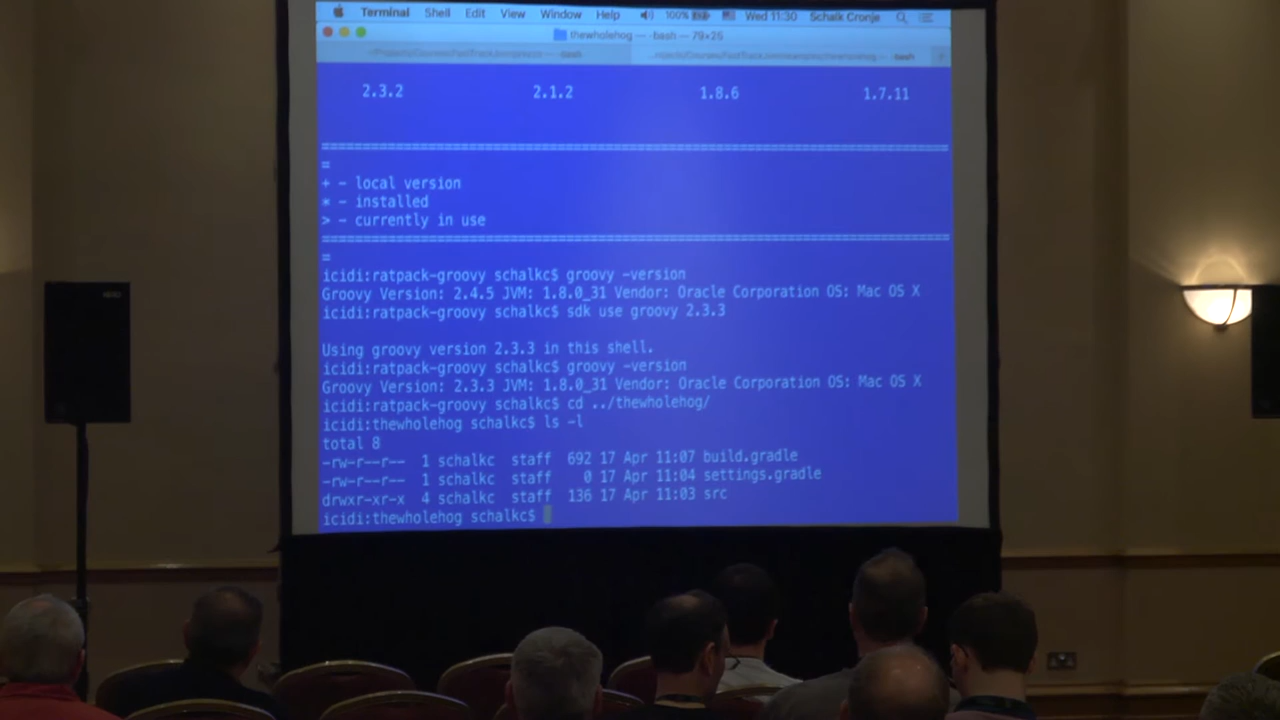 Terminal Shell Edit View Window Help 100% Wed 11:30 Schalk Cronje
thewholehog — -bash — 79×25
bash
2.3.2 2.1.2 1.8.6 1.7.11
===============================================================================
=
+ - local version
* - installed
> - currently in use
===============================================================================
=
icidi:ratpack-groovy schalkc$ groovy -version
Groovy Version: 2.4.5 JVM: 1.8.0_31 Vendor: Oracle Corporation OS: Mac OS X
icidi:ratpack-groovy schalkc$ sdk use groovy 2.3.3
Using groovy version 2.3.3 in this shell.
icidi:ratpack-groovy schalkc$ groovy -version
Groovy Version: 2.3.3 JVM: 1.8.0_31 Vendor: Oracle Corporation OS: Mac OS X
icidi:ratpack-groovy schalkc$ cd ../thewholehog/
icidi:thewholehog schalkc$ ls -l
total 8
-rw-r--r-- 1 schalkc staff 692 17 Apr 11:07 build.gradle
-rw-r--r-- 1 schalkc staff 0 17 Apr 11:04 settings.gradle
drwxr-xr-x 4 schalkc staff 136 17 Apr 11:03 src
icidi:thewholehog schalkc$